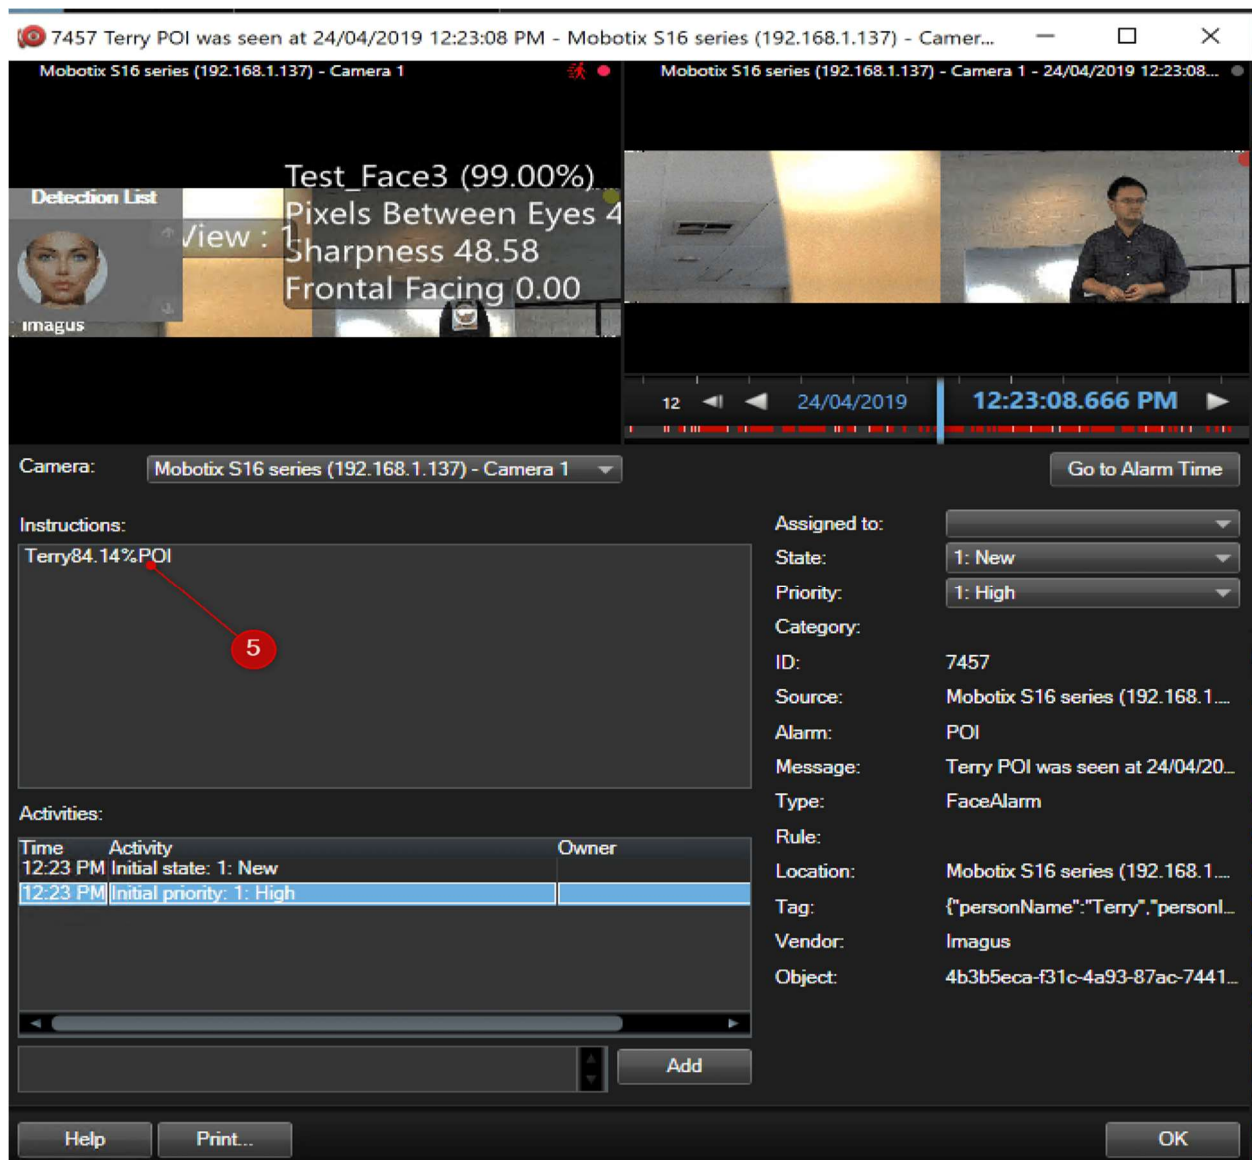 7457 Terry POI was seen at 24/04/2019 12:23:08 PM - Mobotix S16 series (192.168.1.137) - Camer...
Mobotix S16 series (192.168.1.137) - Camera 1
Mobotix S16 series (192.168.1.137) - Camera 1 - 24/04/2019 12:23:08...
Test_Face3 (99.00%)
Detection List
Pixels Between Eyes 4
View : 1
Sharpness 48.58
Frontal Facing 0.00
Imagus
12 24/04/2019 12:23:08.666 PM
Camera: Mobotix S16 series (192.168.1.137) - Camera 1 Go to Alarm Time
Instructions:
Terry84.14%POI
5
Assigned to:
State: 1: New
Priority: 1: High
Category:
ID: 7457
Source: Mobotix S16 series (192.168.1....
Alarm: POI
Message: Terry POI was seen at 24/04/20...
Type: FaceAlarm
Rule:
Location: Mobotix S16 series (192.168.1....
Tag: {"personName":"Terry","personI...
Vendor: Imagus
Object: 4b3b5eca-f31c-4a93-87ac-7441...
Activities:
Time Activity Owner
12:23 PM Initial state: 1: New
12:23 PM Initial priority: 1: High
Add
Help Print... OK